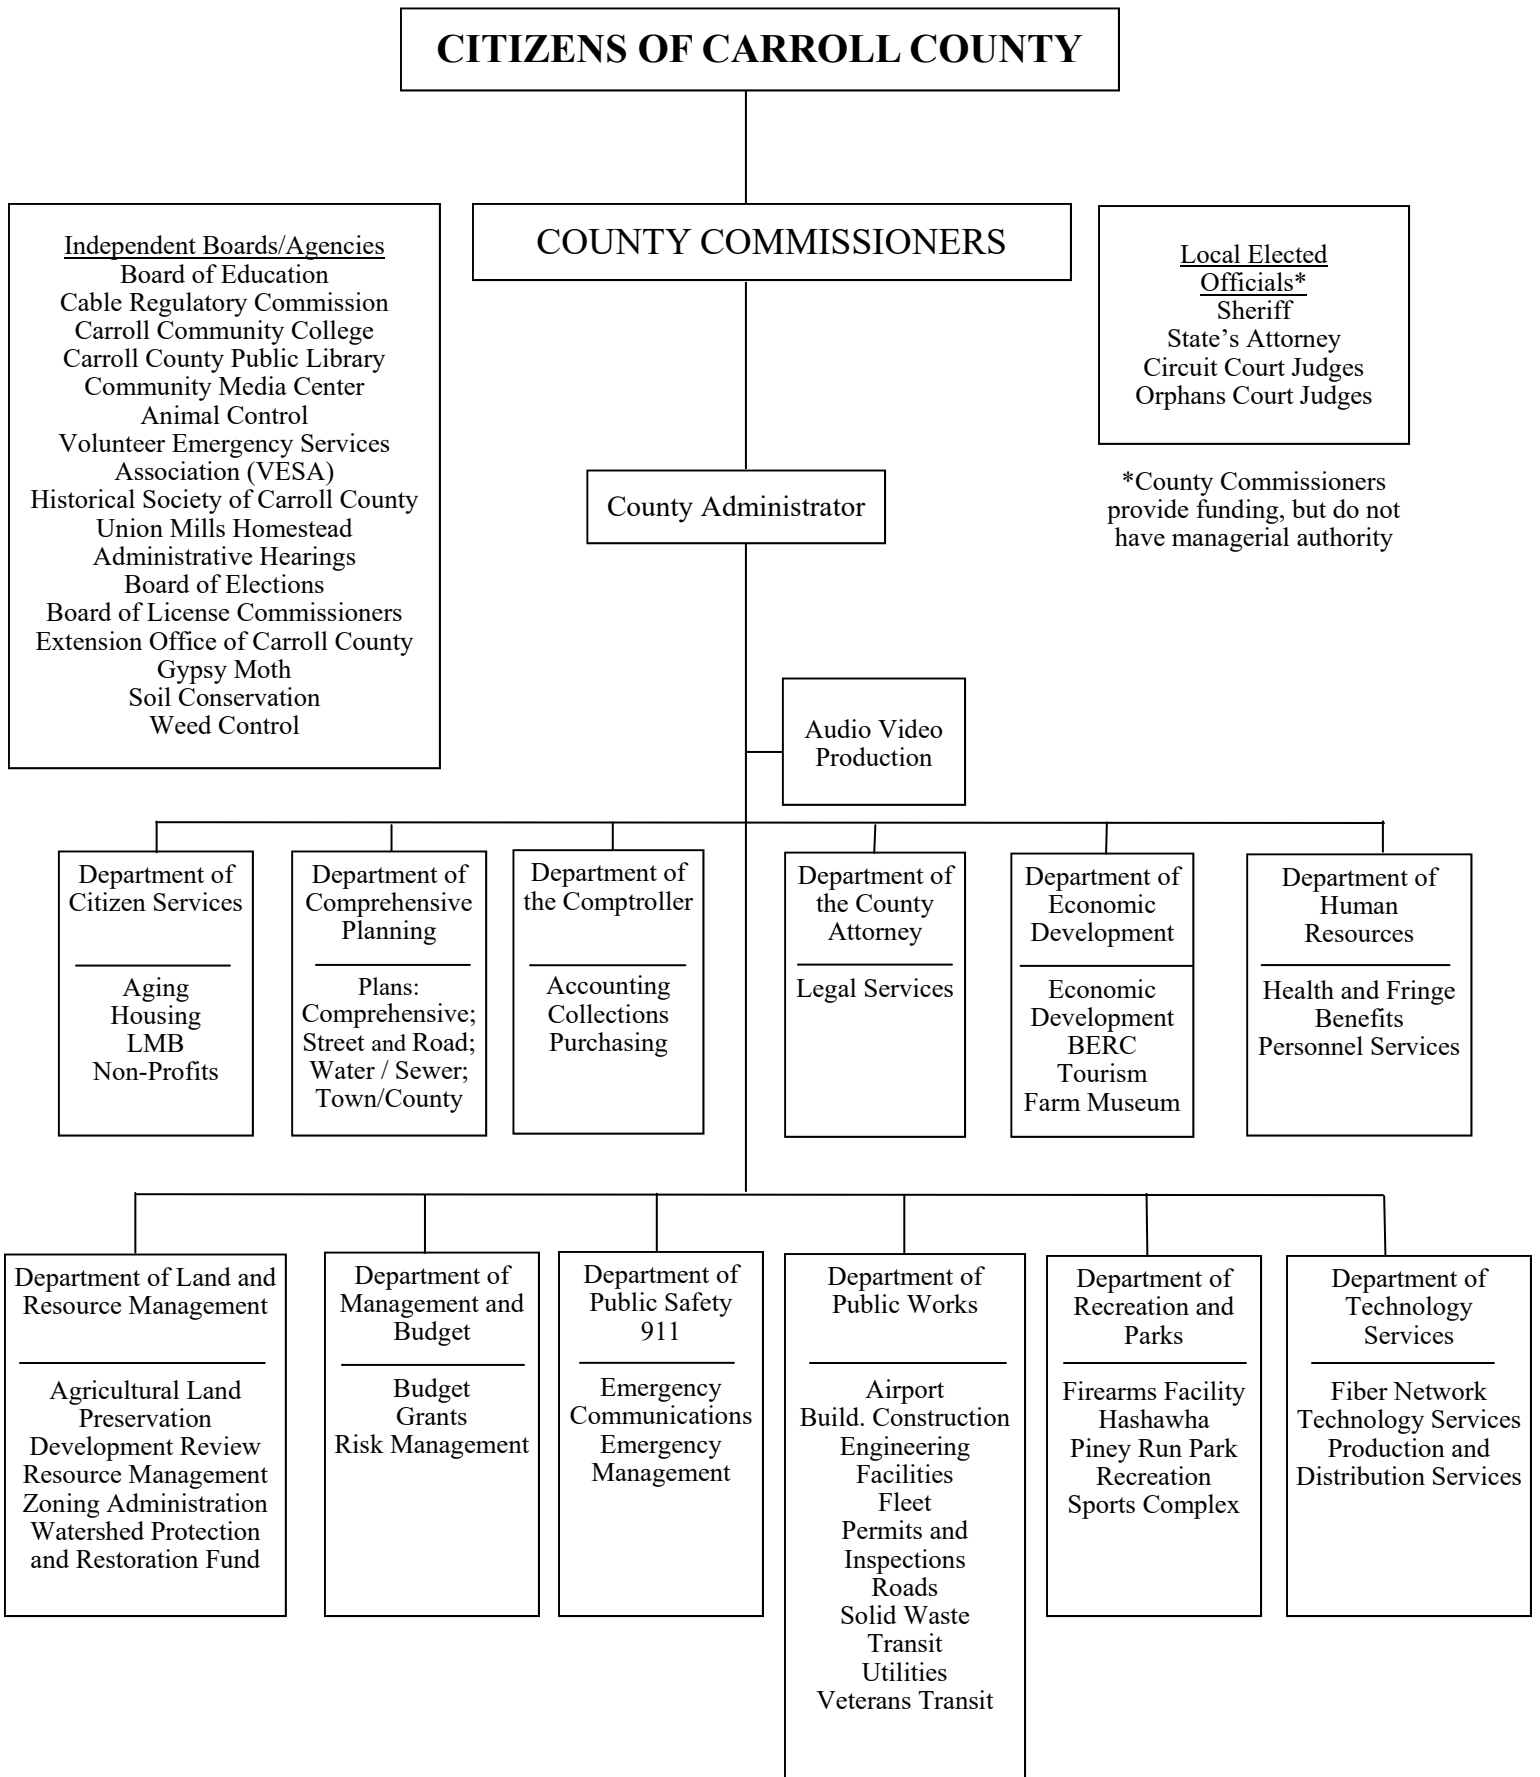 CITIZENS OF CARROLL COUNTY
Independent Boards/Agencies
Board of Education
Cable Regulatory Commission
Carroll Community College
Carroll County Public Library
Community Media Center
Animal Control
Volunteer Emergency Services
Association (VESA)
Historical Society of Carroll County
Union Mills Homestead
Administrative Hearings
Board of Elections
Board of License Commissioners
Extension Office of Carroll County
Gypsy Moth
Soil Conservation
Weed Control
COUNTY COMMISSIONERS
Local Elected
Officials*
Sheriff
State’s Attorney
Circuit Court Judges
Orphans Court Judges
*County Commissioners
provide funding, but do not
have managerial authority
County Administrator
Audio Video
Production
Department of
Citizen Services
Aging
Housing
LMB
Non-Profits
Department of
Comprehensive
Planning
Plans:
Comprehensive;
Street and Road;
Water / Sewer;
Town/County
Department of
the Comptroller
Accounting
Collections
Purchasing
Department of
the County
Attorney
Legal Services
Department of
Economic
Development
Economic
Development
BERC
Tourism
Farm Museum
Department of
Human
Resources
Health and Fringe
Benefits
Personnel Services
Department of Land and
Resource Management
Agricultural Land
Preservation
Development Review
Resource Management
Zoning Administration
Watershed Protection
and Restoration Fund
Department of
Management and
Budget
Budget
Grants
Risk Management
Department of
Public Safety
911
Emergency
Communications
Emergency
Management
Department of
Public Works
Airport
Build. Construction
Engineering
Facilities
Fleet
Permits and
Inspections
Roads
Solid Waste
Transit
Utilities
Veterans Transit
Department of
Recreation and
Parks
Firearms Facility
Hashawha
Piney Run Park
Recreation
Sports Complex
Department of
Technology
Services
Fiber Network
Technology Services
Production and
Distribution Services